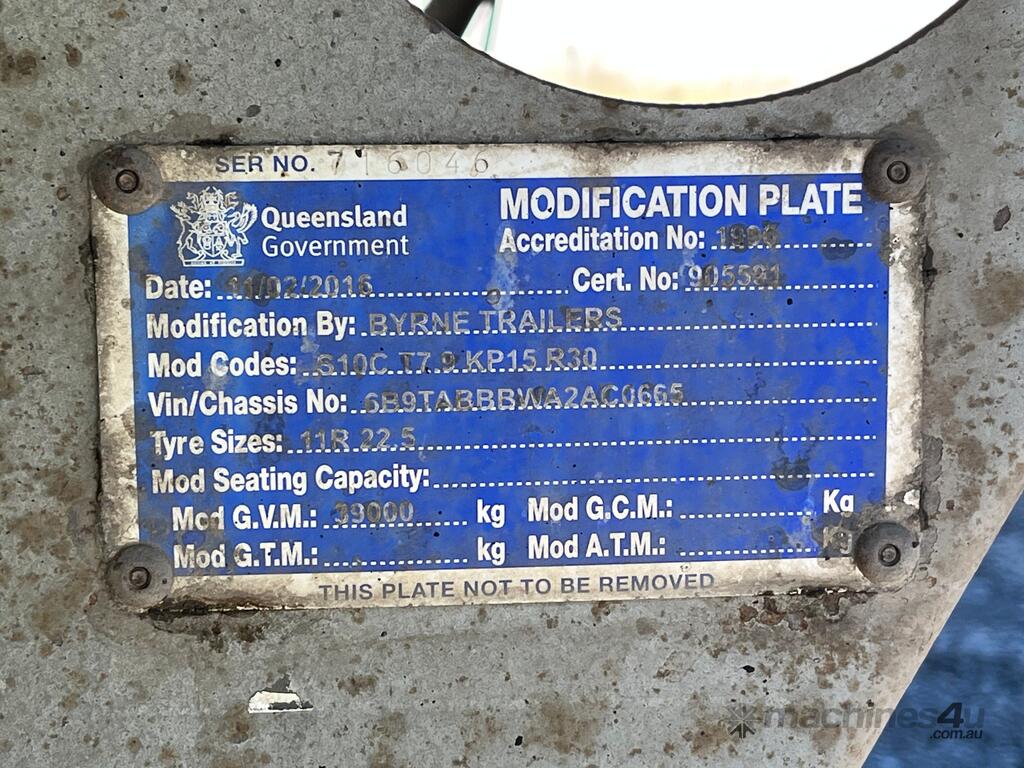 SER NO. 716046
Queensland
Government
MODIFICATION PLATE
Accreditation No:
Date: 11/02/2016 Cert. No: 905591
Modification By: BYRNE TRAILERS
Mod Codes: S10C T7.9 KP15 R30
Vin/Chassis No: 6B9TABBBWA2AC0665
Tyre Sizes: 11R 22.5
Mod Seating Capacity:
Mod G.V.M.: 39000 kg Mod G.C.M.: Kg
Mod G.T.M.: kg Mod A.T.M.: Kg
THIS PLATE NOT TO BE REMOVED
machines4u
.com.au